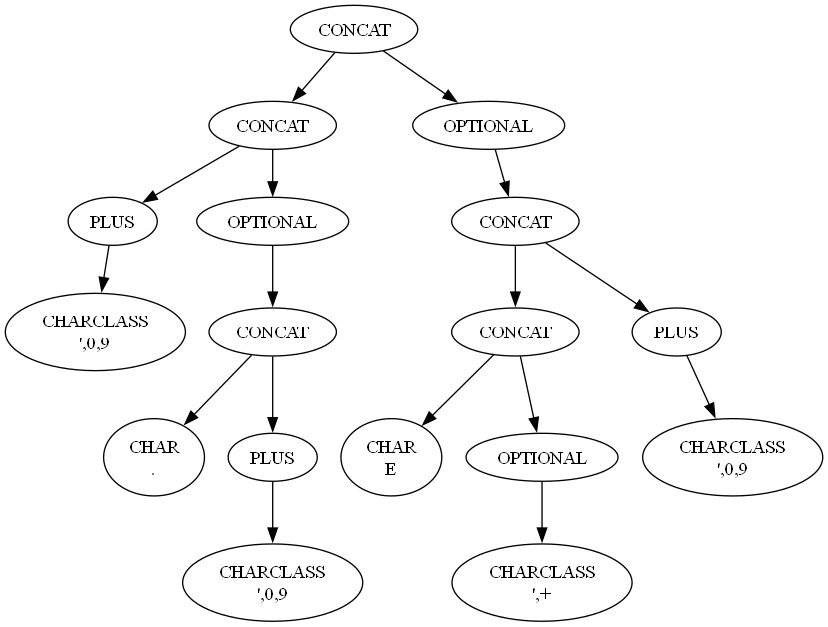 CONCAT
CONCAT
OPTIONAL
PLUS
OPTIONAL
CONCAT
CHARCLASS
',0,9
CONCAT
CONCAT
PLUS
CHAR
.
PLUS
CHAR
E
OPTIONAL
CHARCLASS
',0,9
CHARCLASS
',0,9
CHARCLASS
',+